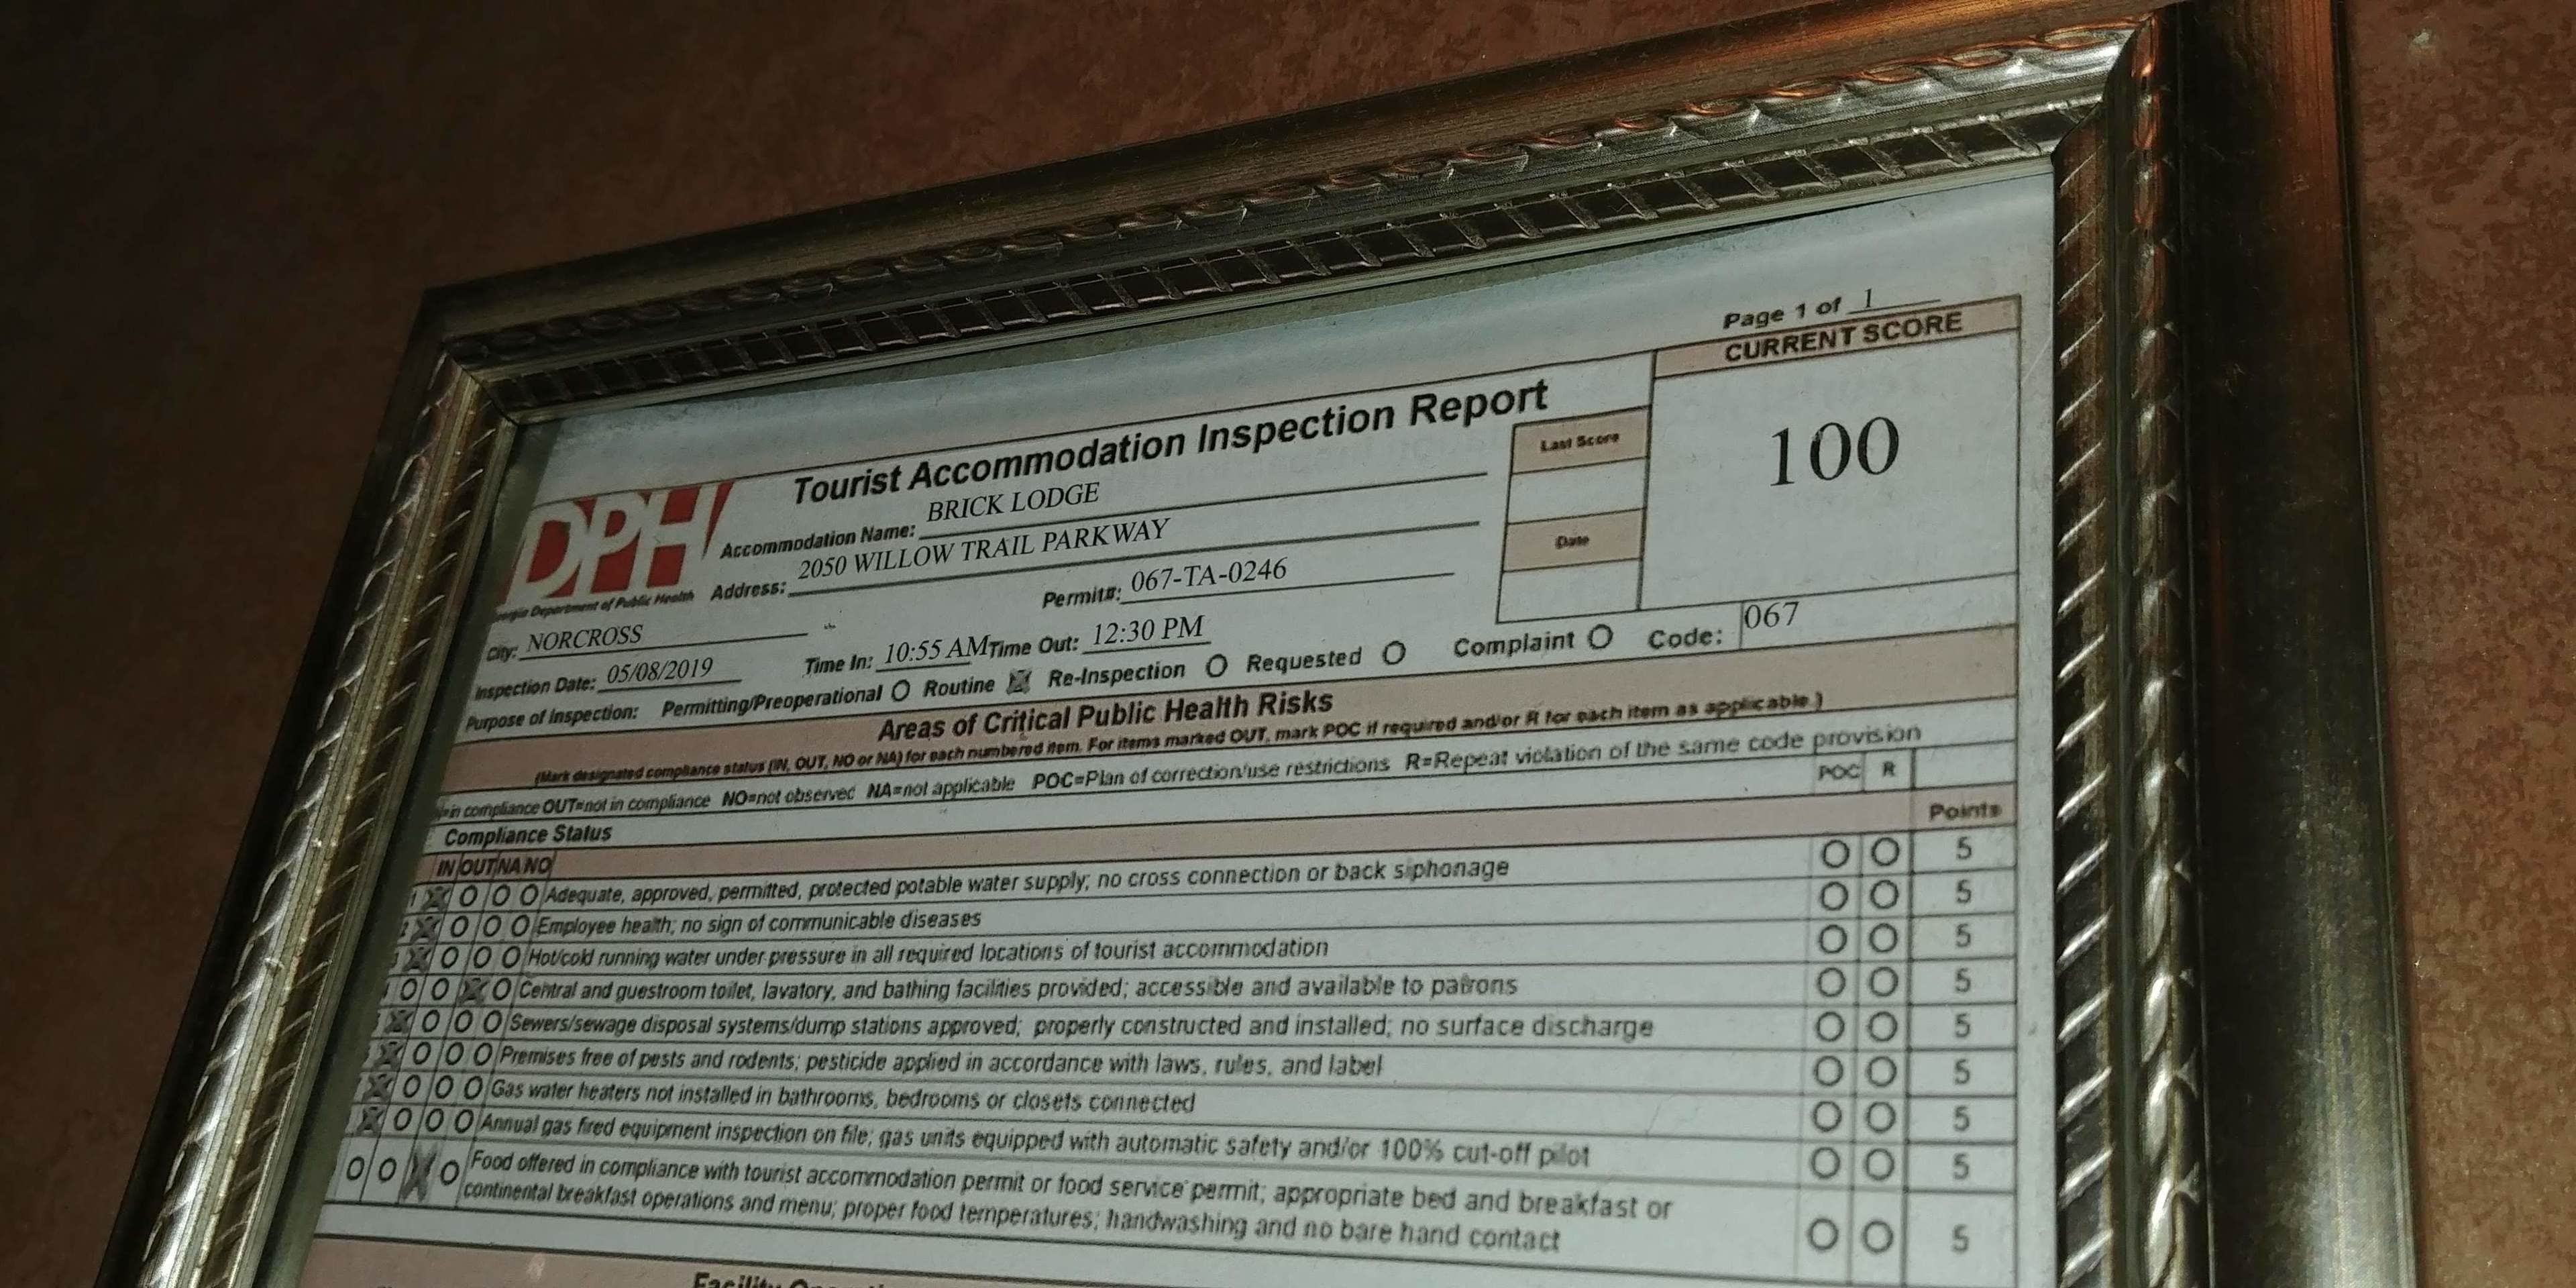 Page 1 of 1
CURRENT SCORE
100
Tourist Accommodation Inspection Report
Last Score
Date
DPH
Department of Public Health
Accommodation Name: BRICK LODGE
Address: 2050 WILLOW TRAIL PARKWAY
City: NORCROSS
Permit#: 067-TA-0246
Inspection Date: 05/08/2019
Time In: 10:55 AM Time Out: 12:30 PM
Purpose of Inspection: Permitting/Preoperational O Routine Re-Inspection O Requested O Complaint O Code: 067
Areas of Critical Public Health Risks
(Mark designated compliance status (IN, OUT, NO or NA) for each numbered item. For items marked OUT, mark POC if required and/or R for each item as applicable.)
in compliance OUT=not in compliance NO=not observed NA=not applicable POC=Plan of correction/use restrictions R=Repeat violation of the same code provision
Compliance Status
POC R
IN OUT NA NO
Points
1 O O O Adequate, approved, permitted, protected potable water supply; no cross connection or back siphonage O O 5
2 O O O Employee health; no sign of communicable diseases O O 5
O O O Hot/cold running water under pressure in all required locations of tourist accommodation O O 5
O O O Central and guestroom toilet, lavatory, and bathing facilities provided; accessible and available to patrons O O 5
O O O Sewers/sewage disposal systems/dump stations approved; properly constructed and installed; no surface discharge O O 5
O O O Premises free of pests and rodents; pesticide applied in accordance with laws, rules, and label O O 5
O O O Gas water heaters not installed in bathrooms, bedrooms or closets connected O O 5
O O O Annual gas fired equipment inspection on file; gas units equipped with automatic safety and/or 100% cut-off pilot O O 5
O O O Food offered in compliance with tourist accommodation permit or food service permit; appropriate bed and breakfast or
continental breakfast operations and menu; proper food temperatures; handwashing and no bare hand contact O O 5
Facility